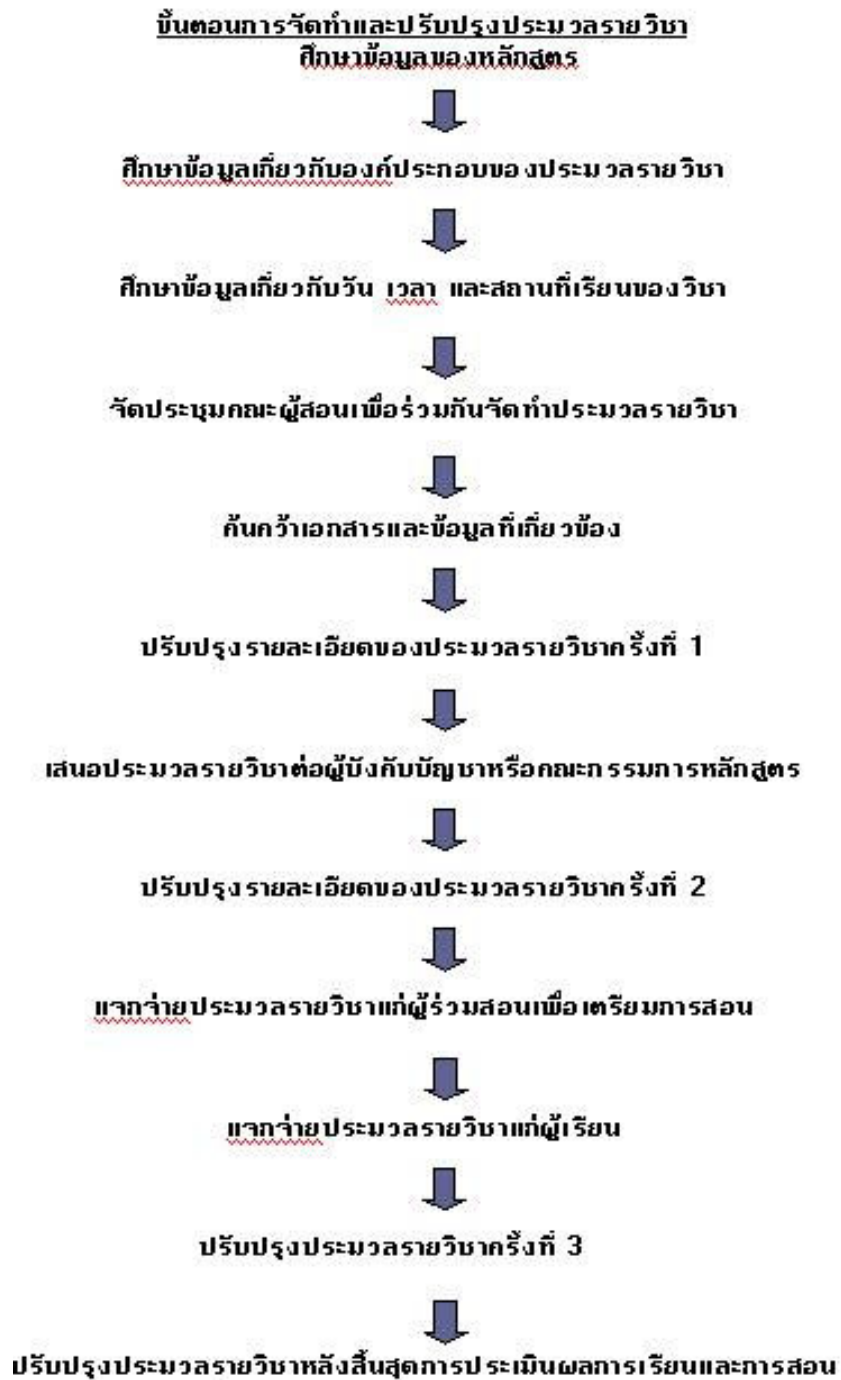 ขั้นตอนการจัดทำและปรับปรุงประมวลรายวิชา
ศึกษาข้อมูลของหลักสูตร
ศึกษาข้อมูลเกี่ยวกับองค์ประกอบของประมวลรายวิชา
ศึกษาข้อมูลเกี่ยวกับวัน เวลา และสถานที่เรียนของวิชา
จัดประชุมคณะผู้สอนเพื่อร่วมกันจัดทำประมวลรายวิชา
ค้นคว้าเอกสารและข้อมูลที่เกี่ยวข้อง
ปรับปรุงรายละเอียดของประมวลรายวิชาครั้งที่ 1
เสนอประมวลรายวิชาต่อผู้บังคับบัญชาหรือคณะกรรมการหลักสูตร
ปรับปรุงรายละเอียดของประมวลรายวิชาครั้งที่ 2
แจกจ่ายประมวลรายวิชาแก่ผู้ร่วมสอนเพื่อเตรียมการสอน
แจกจ่ายประมวลรายวิชาแก่ผู้เรียน
ปรับปรุงประมวลรายวิชาครั้งที่ 3
ปรับปรุงประมวลรายวิชาหลังสิ้นสุดการประเมินผลการเรียนและการสอน